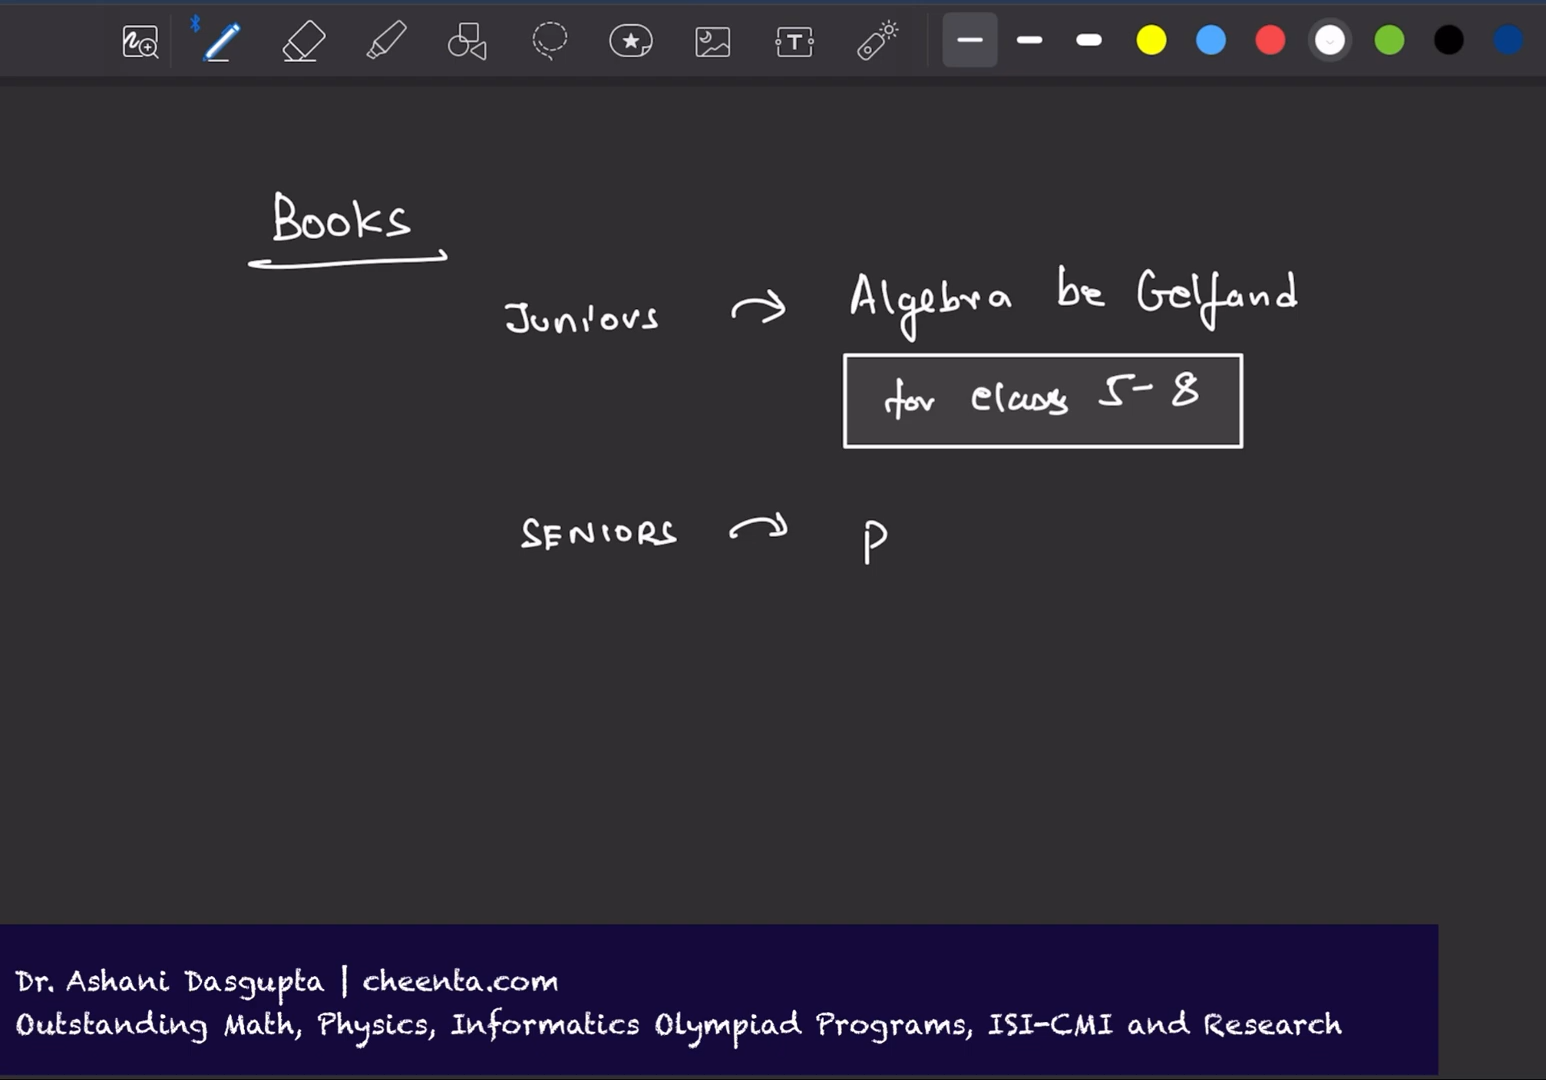 Books
Juniors → Algebra be Gelfand
for class 5-8
SENIORS → P
Dr. Ashani Dasgupta | cheenta.com
Outstanding Math, Physics, Informatics Olympiad Programs, ISI-CMI and Research